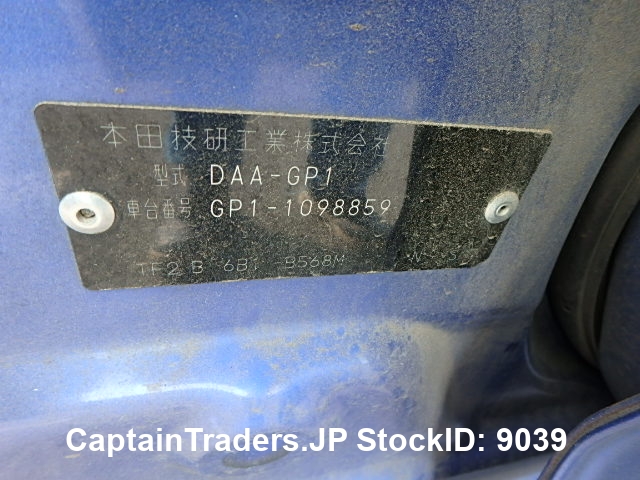 本田技研工業株式会社
型式 DAA-GP1
車台番号 GP1-1098859
B568M
CaptainTraders.JP StockID: 9039